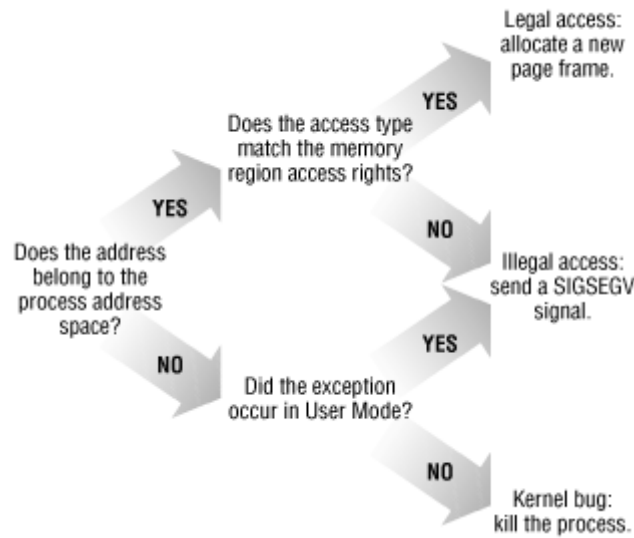 Legal access:
allocate a new
page frame.
YES
Does the access type
match the memory
region access rights?
YES
NO
Does the address
belong to the
process address
space?
Illegal access:
send a SIGSEGV
signal.
YES
NO
Did the exception
occur in User Mode?
NO
Kernel bug:
kill the process.